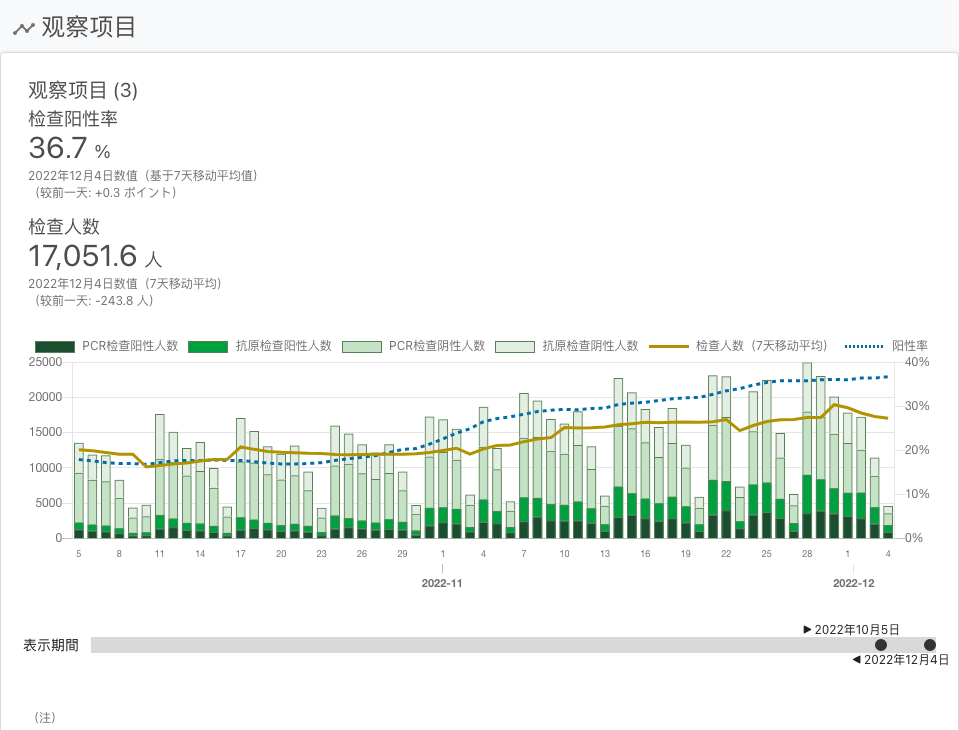 观察项目
观察项目 (3)
检查阳性率
36.7 %
2022年12月4日数值（基于7天移动平均值）
（较前一天: +0.3 ポイント）
检查人数
17,051.6 人
2022年12月4日数值（7天移动平均）
（较前一天: -243.8 人）
PCR检查阳性人数 抗原检查阳性人数 PCR检查阴性人数 抗原检查阴性人数 检查人数（7天移动平均） 阳性率
25000 40%
20000 30%
15000 20%
10000
5000 10%
0 0%
5 8 11 14 17 20 23 26 29 1 4 7 10 13 16 19 22 25 28 1 4
2022-11 2022-12
▶ 2022年10月5日
表示期間
◀ 2022年12月4日
（注）